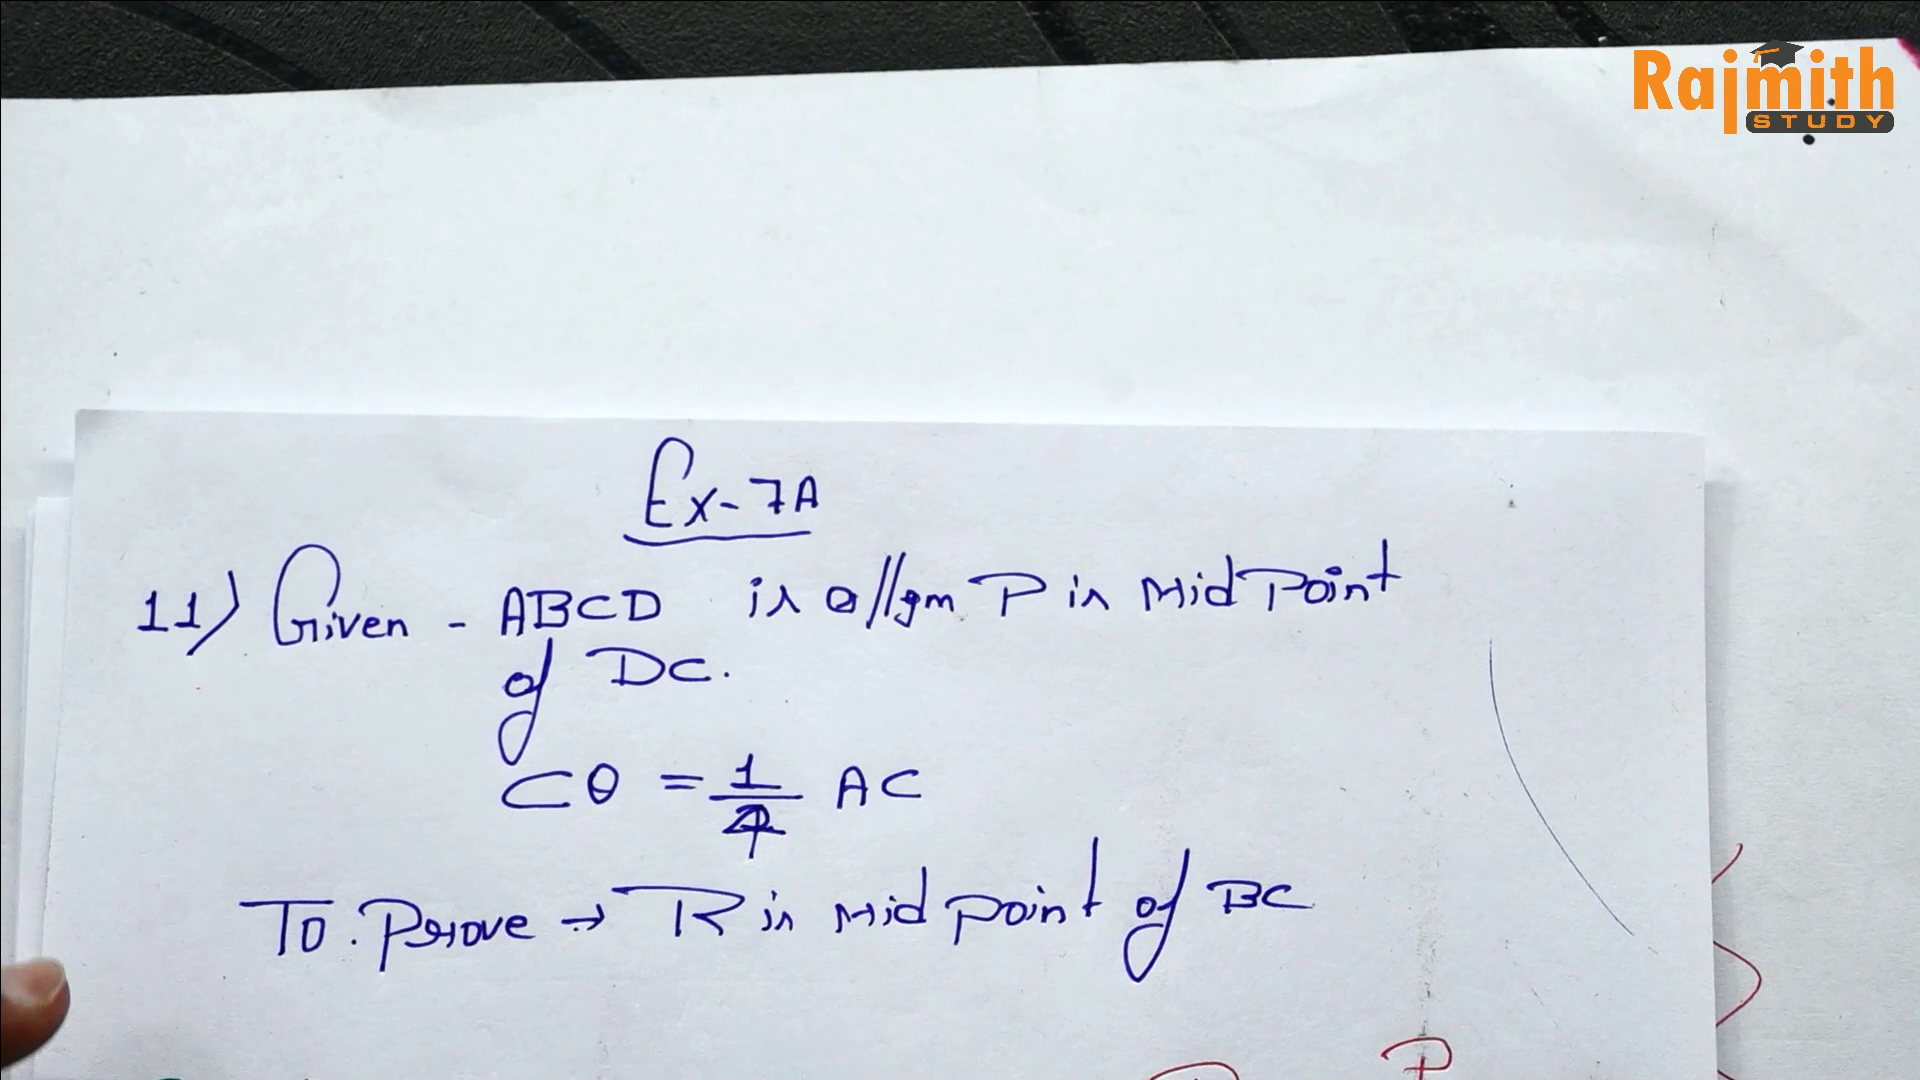 Rajmith
STUDY
Ex-7A
11) Given - ABCD is a //gm P is Mid Point
of DC.
CQ = 1/4 AC
To. Prove → R is Mid point of BC
P